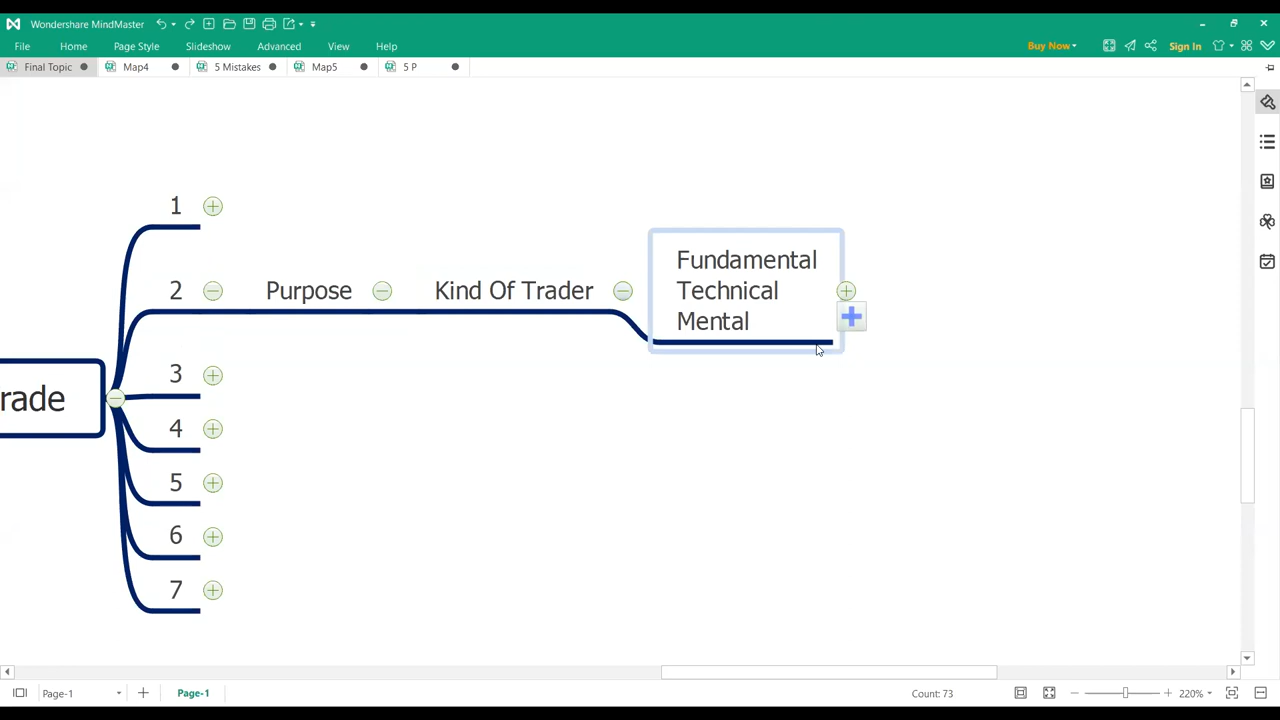 Wondershare MindMaster
File Home Page Style Slideshow Advanced View Help
Buy Now Sign In
Final Topic Map4 5 Mistakes Map5 5 P
1
2 Purpose Kind Of Trader
Fundamental
Technical
Mental
3
rade
4
5
6
7
Page-1 Page-1 Count: 73 220%